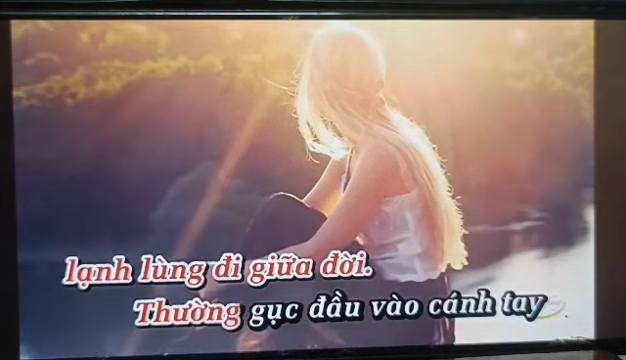 lạnh lùng đi giữa đời.
Thường gục đầu vào cánh tay